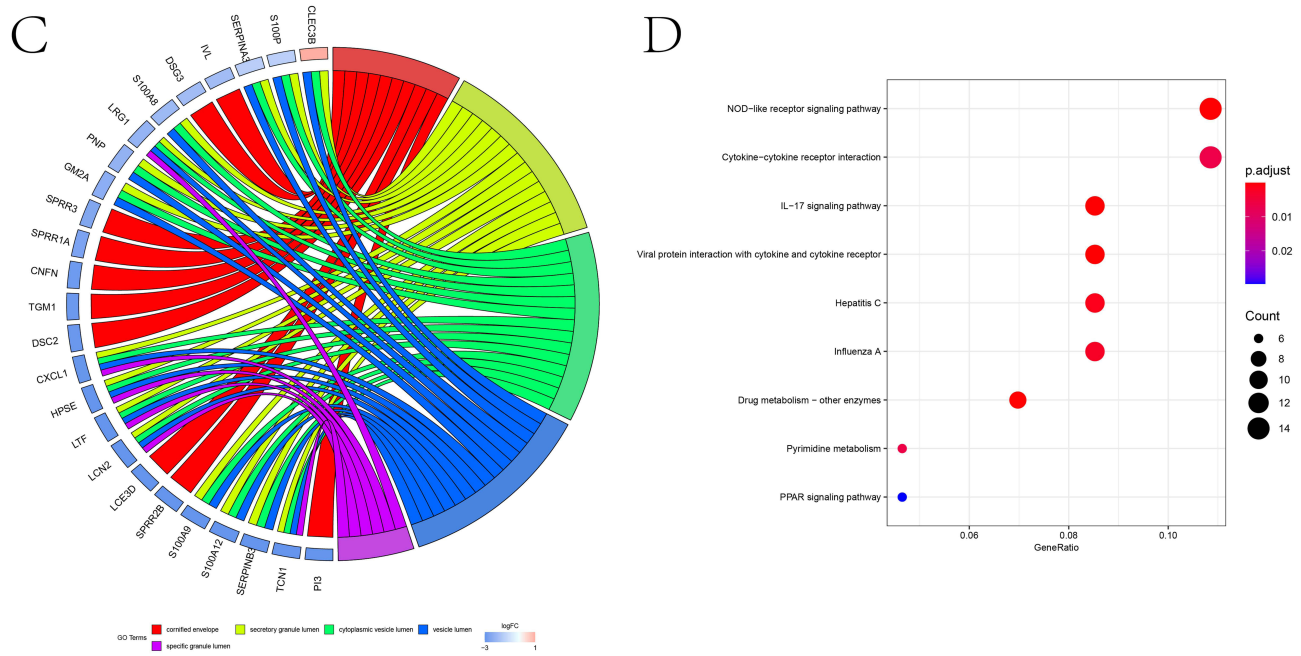 C
CLEC3B
S100P
SERPINA3
IVL
DSG3
S100A8
LRG1
PNP
GM2A
SPRR3
SPRR1A
CNFN
TGM1
DSC2
CXCL1
HPSE
LTF
LCN2
LCE3D
SPRR2B
S100A9
S100A12
SERPINB3
TCN1
PI3
GO Terms
cornified envelope
secretory granule lumen
cytoplasmic vesicle lumen
vesicle lumen
specific granule lumen
logFC
−3 1
D
NOD−like receptor signaling pathway
Cytokine−cytokine receptor interaction
IL−17 signaling pathway
Viral protein interaction with cytokine and cytokine receptor
Hepatitis C
Influenza A
Drug metabolism − other enzymes
Pyrimidine metabolism
PPAR signaling pathway
0.06 0.08 0.10
GeneRatio
p.adjust
0.01
0.02
Count
6
8
10
12
14